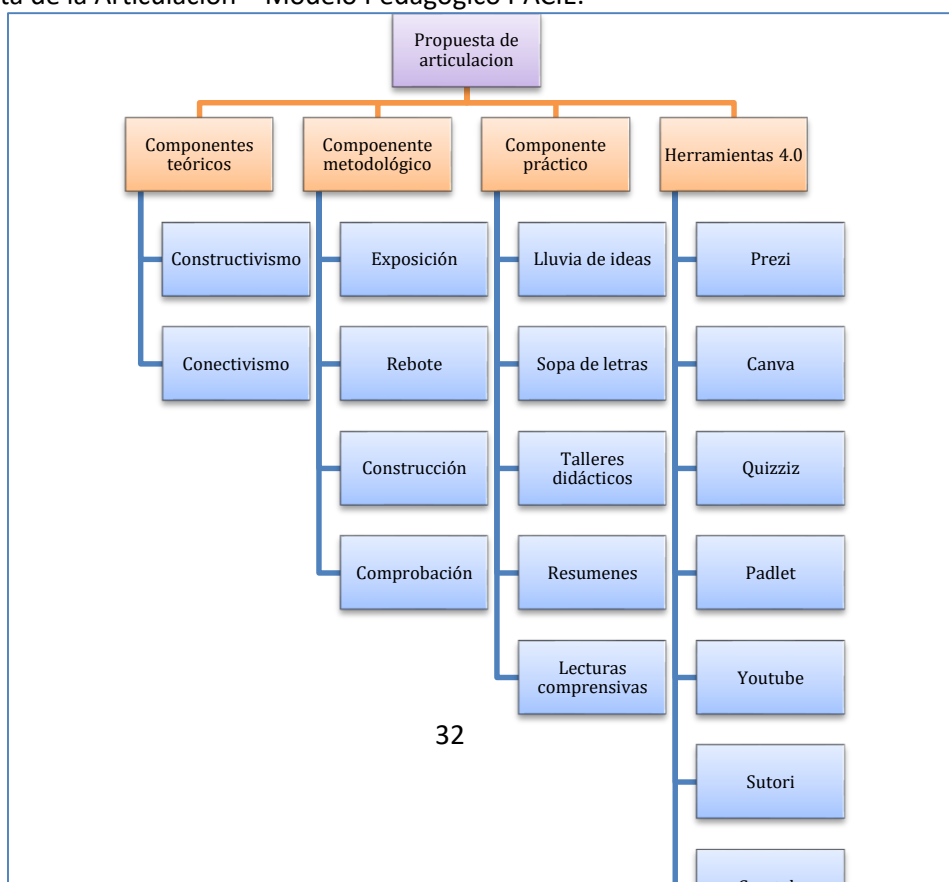 Propuesta de
articulacion
Componentes
teóricos
Constructivismo
Conectivismo
Compoenente
metodológico
Exposición
Rebote
Construcción
Comprobación
Componente
práctico
Lluvia de ideas
Sopa de letras
Talleres
didácticos
Resumenes
Lecturas
comprensivas
Herramientas 4.0
Prezi
Canva
Quizziz
Padlet
Youtube
Sutori
32